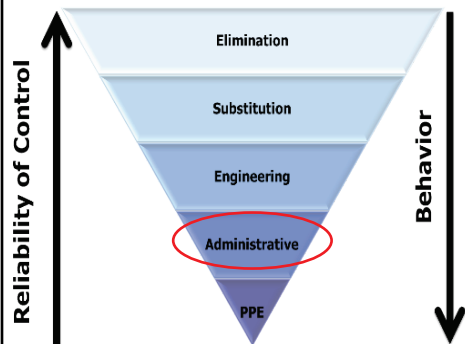 Reliability of Control
Elimination
Substitution
Engineering
Administrative
PPE
Behavior